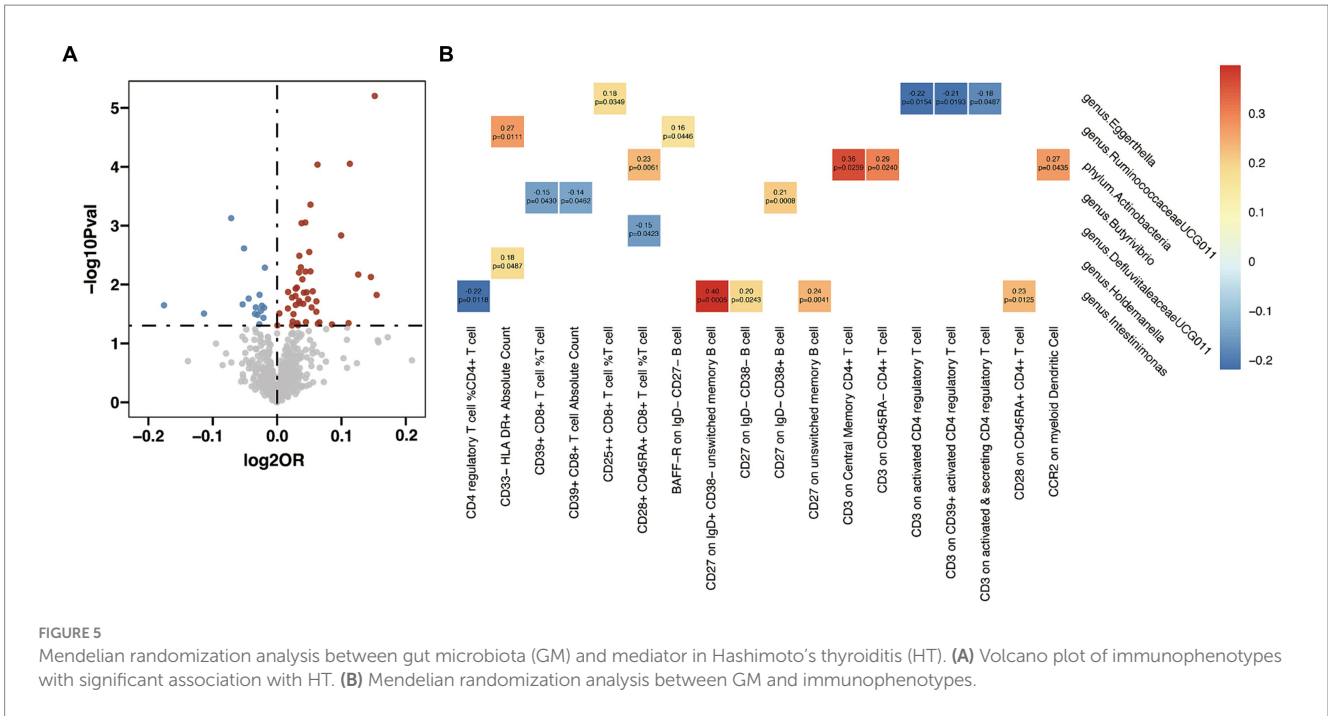 A
B
−log10Pval
5
4
3
2
1
0
−0.2
−0.1
0.0
0.1
0.2
log2OR
0.18
p=0.0349
-0.22
p=0.0154
-0.21
p=0.0193
-0.18
p=0.0487
0.27
p=0.0111
0.16
p=0.0446
0.23
p=0.0061
0.36
p=0.0259
0.29
p=0.0240
0.27
p=0.0435
-0.15
p=0.0430
-0.14
p=0.0462
0.21
p=0.0008
-0.15
p=0.0423
0.18
p=0.0487
-0.22
p=0.0118
0.40
p=0.0005
0.20
p=0.0243
0.24
p=0.0041
0.23
p=0.0125
genus.Eggerthella
genus.RuminococcaceaeUCG011
phylum.Actinobacteria
genus.Butyrivibrio
genus.DefluviitaleaceaeUCG011
genus.Holdemanella
genus.Intestinimonas
0.3
0.2
0.1
0
−0.1
−0.2
CD4 regulatory T cell %CD4+ T cell
CD33− HLA DR+ Absolute Count
CD39+ CD8+ T cell %T cell
CD39+ CD8+ T cell Absolute Count
CD25++ CD8+ T cell %T cell
CD28+ CD45RA+ CD8+ T cell %T cell
BAFF−R on IgD− CD27− B cell
CD27 on IgD+ CD38− unswitched memory B cell
CD27 on IgD− CD38− B cell
CD27 on IgD− CD38+ B cell
CD27 on unswitched memory B cell
CD3 on Central Memory CD4+ T cell
CD3 on CD45RA− CD4+ T cell
CD3 on activated CD4 regulatory T cell
CD3 on CD39+ activated CD4 regulatory T cell
CD3 on activated & secreting CD4 regulatory T cell
CD28 on CD45RA+ CD4+ T cell
CCR2 on myeloid Dendritic Cell
FIGURE 5
Mendelian randomization analysis between gut microbiota (GM) and mediator in Hashimoto's thyroiditis (HT). (A) Volcano plot of immunophenotypes
with significant association with HT. (B) Mendelian randomization analysis between GM and immunophenotypes.